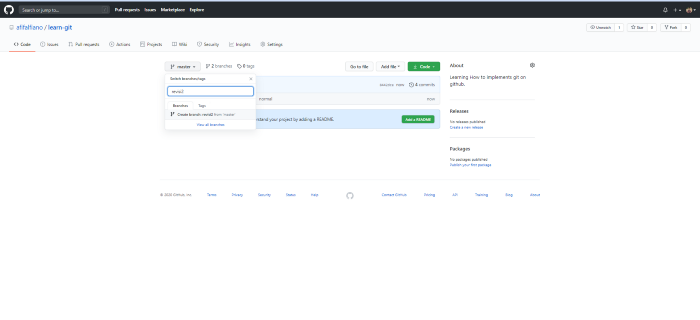 Search or jump to... / Pull requests Issues Marketplace Explore
afifalfiano / learn-git
Unwatch 1 Star 0 Fork 0
Code Issues Pull requests Actions Projects Wiki Security Insights Settings
master 2 branches 0 tags Go to file Add file Code
Switch branches/tags
Branches Tags
Create branch: revisi2 from 'master'
View all branches
now 4 commits
normal now
understand your project by adding a README. Add a README
About
Learning How to implements git on github.
Releases
No releases published
Create a new release
Packages
No packages published
Publish your first package
© 2020 GitHub, Inc. Terms Privacy Security Status Help Contact GitHub Pricing API Training Blog About